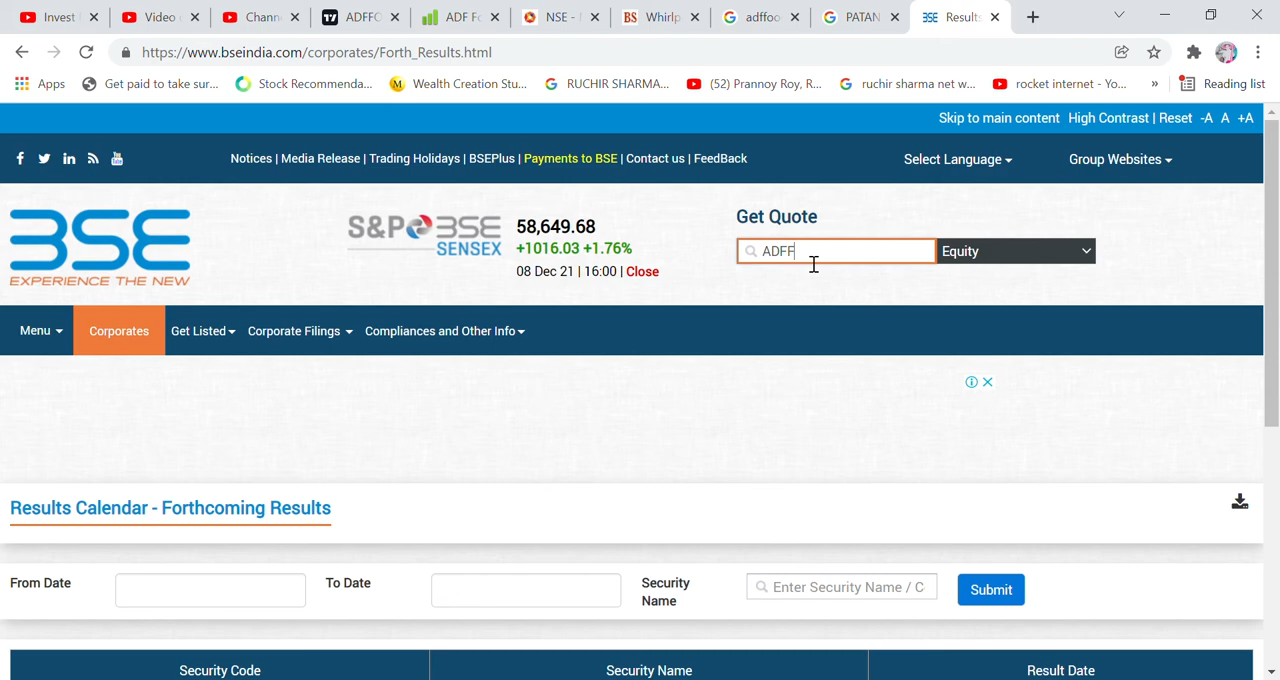 Invest
Video
Chann
ADFFO
ADF Fo
NSE -
BS Whirlp
adffoo
PATAN
Results
https://www.bseindia.com/corporates/Forth_Results.html
Apps
Get paid to take sur...
Stock Recommenda...
M Wealth Creation Stu...
RUCHIR SHARMA...
(52) Prannoy Roy, R...
ruchir sharma net w...
rocket internet - Yo...
»
Reading list
Skip to main content High Contrast | Reset -A A +A
Notices | Media Release | Trading Holidays | BSEPlus | Payments to BSE | Contact us | FeedBack
Select Language
Group Websites
BSE
EXPERIENCE THE NEW
S&P BSE
SENSEX
58,649.68
+1016.03 +1.76%
08 Dec 21 | 16:00 | Close
Get Quote
ADFF
Equity
Menu
Corporates
Get Listed
Corporate Filings
Compliances and Other Info
Results Calendar - Forthcoming Results
From Date
To Date
Security
Name
Enter Security Name / C
Submit
Security Code
Security Name
Result Date